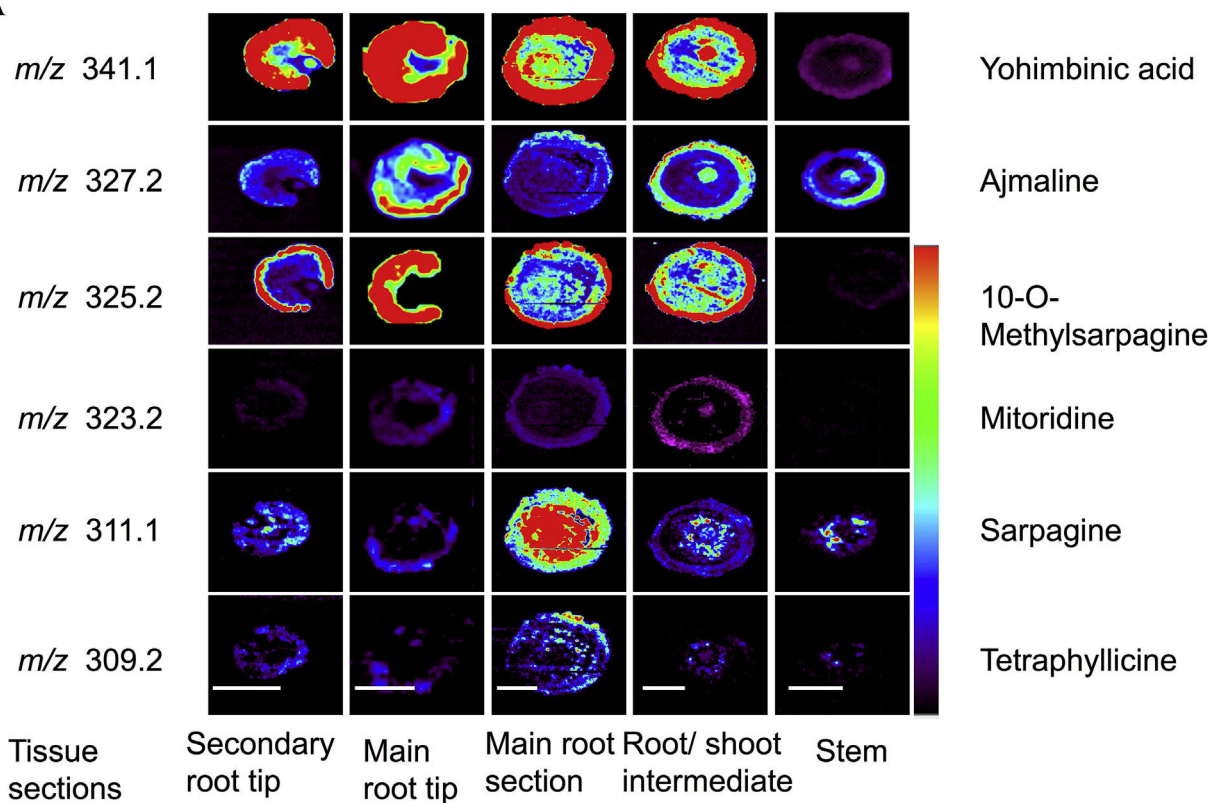 A
m/z 341.1
Yohimbinic acid
m/z 327.2
Ajmaline
m/z 325.2
10-O-
Methylsarpagine
m/z 323.2
Mitoridine
m/z 311.1
Sarpagine
m/z 309.2
Tetraphyllicine
Tissue
sections
Secondary
root tip
Main
root tip
Main root
section
Root/ shoot
intermediate
Stem